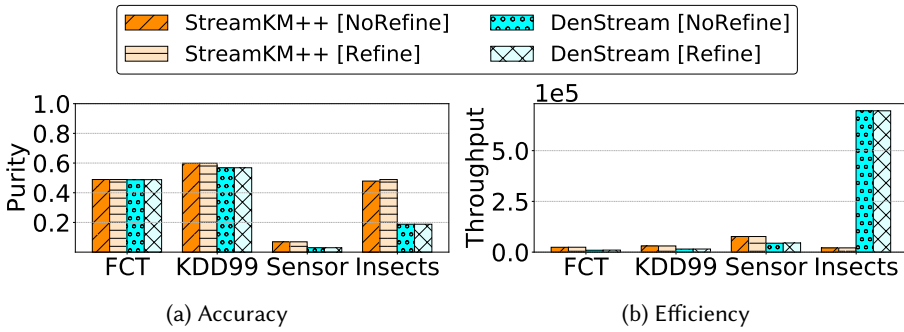 StreamKM++ [NoRefine] DenStream [NoRefine]
StreamKM++ [Refine] DenStream [Refine]
Purity
1.0
0.8
0.6
0.4
0.2
FCT KDD99 Sensor Insects
(a) Accuracy
1e5
Throughput
5.0
2.5
0.0
FCT KDD99 Sensor Insects
(b) Efficiency